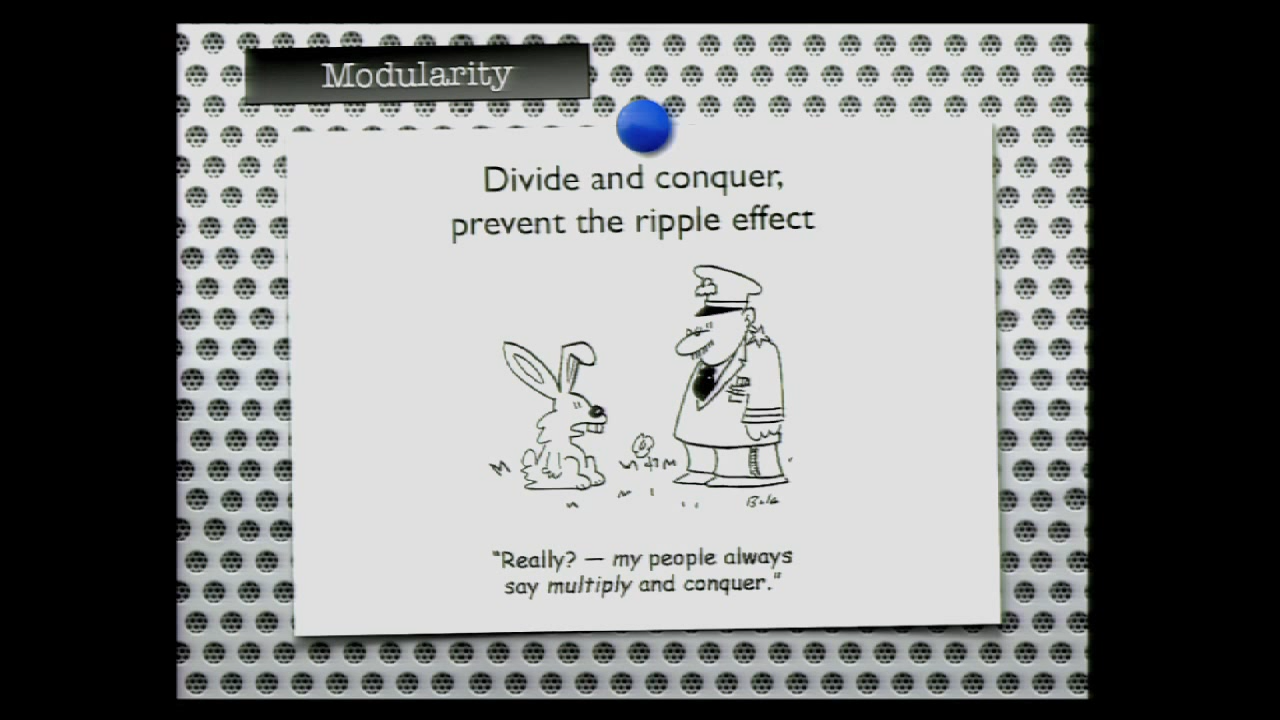 Modularity
Divide and conquer,
prevent the ripple effect
"Really? — my people always
say multiply and conquer."